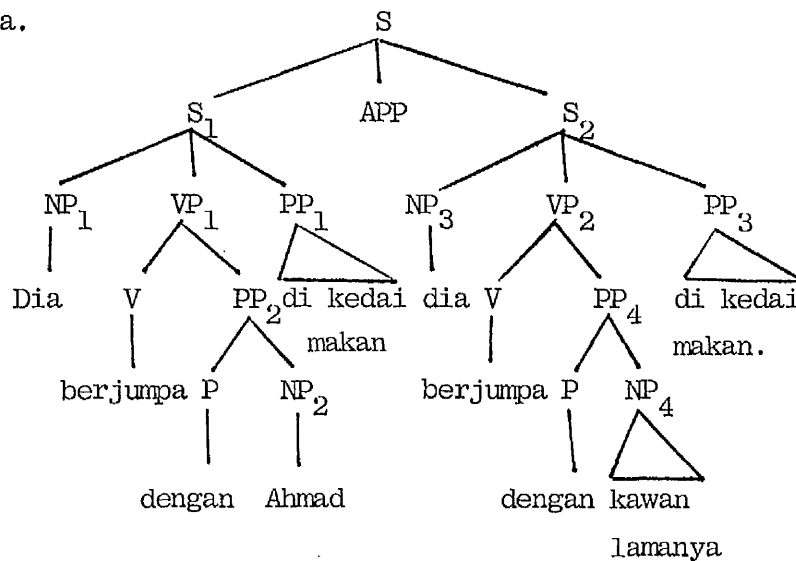 a.
S
S1 APP S2
NP1 VP1 PP1 NP3 VP2 PP3
Dia V PP2 di kedai dia V PP4 di kedai
makan makan.
berjumpa P NP2 berjumpa P NP4
dengan Ahmad dengan kawan
lamanya